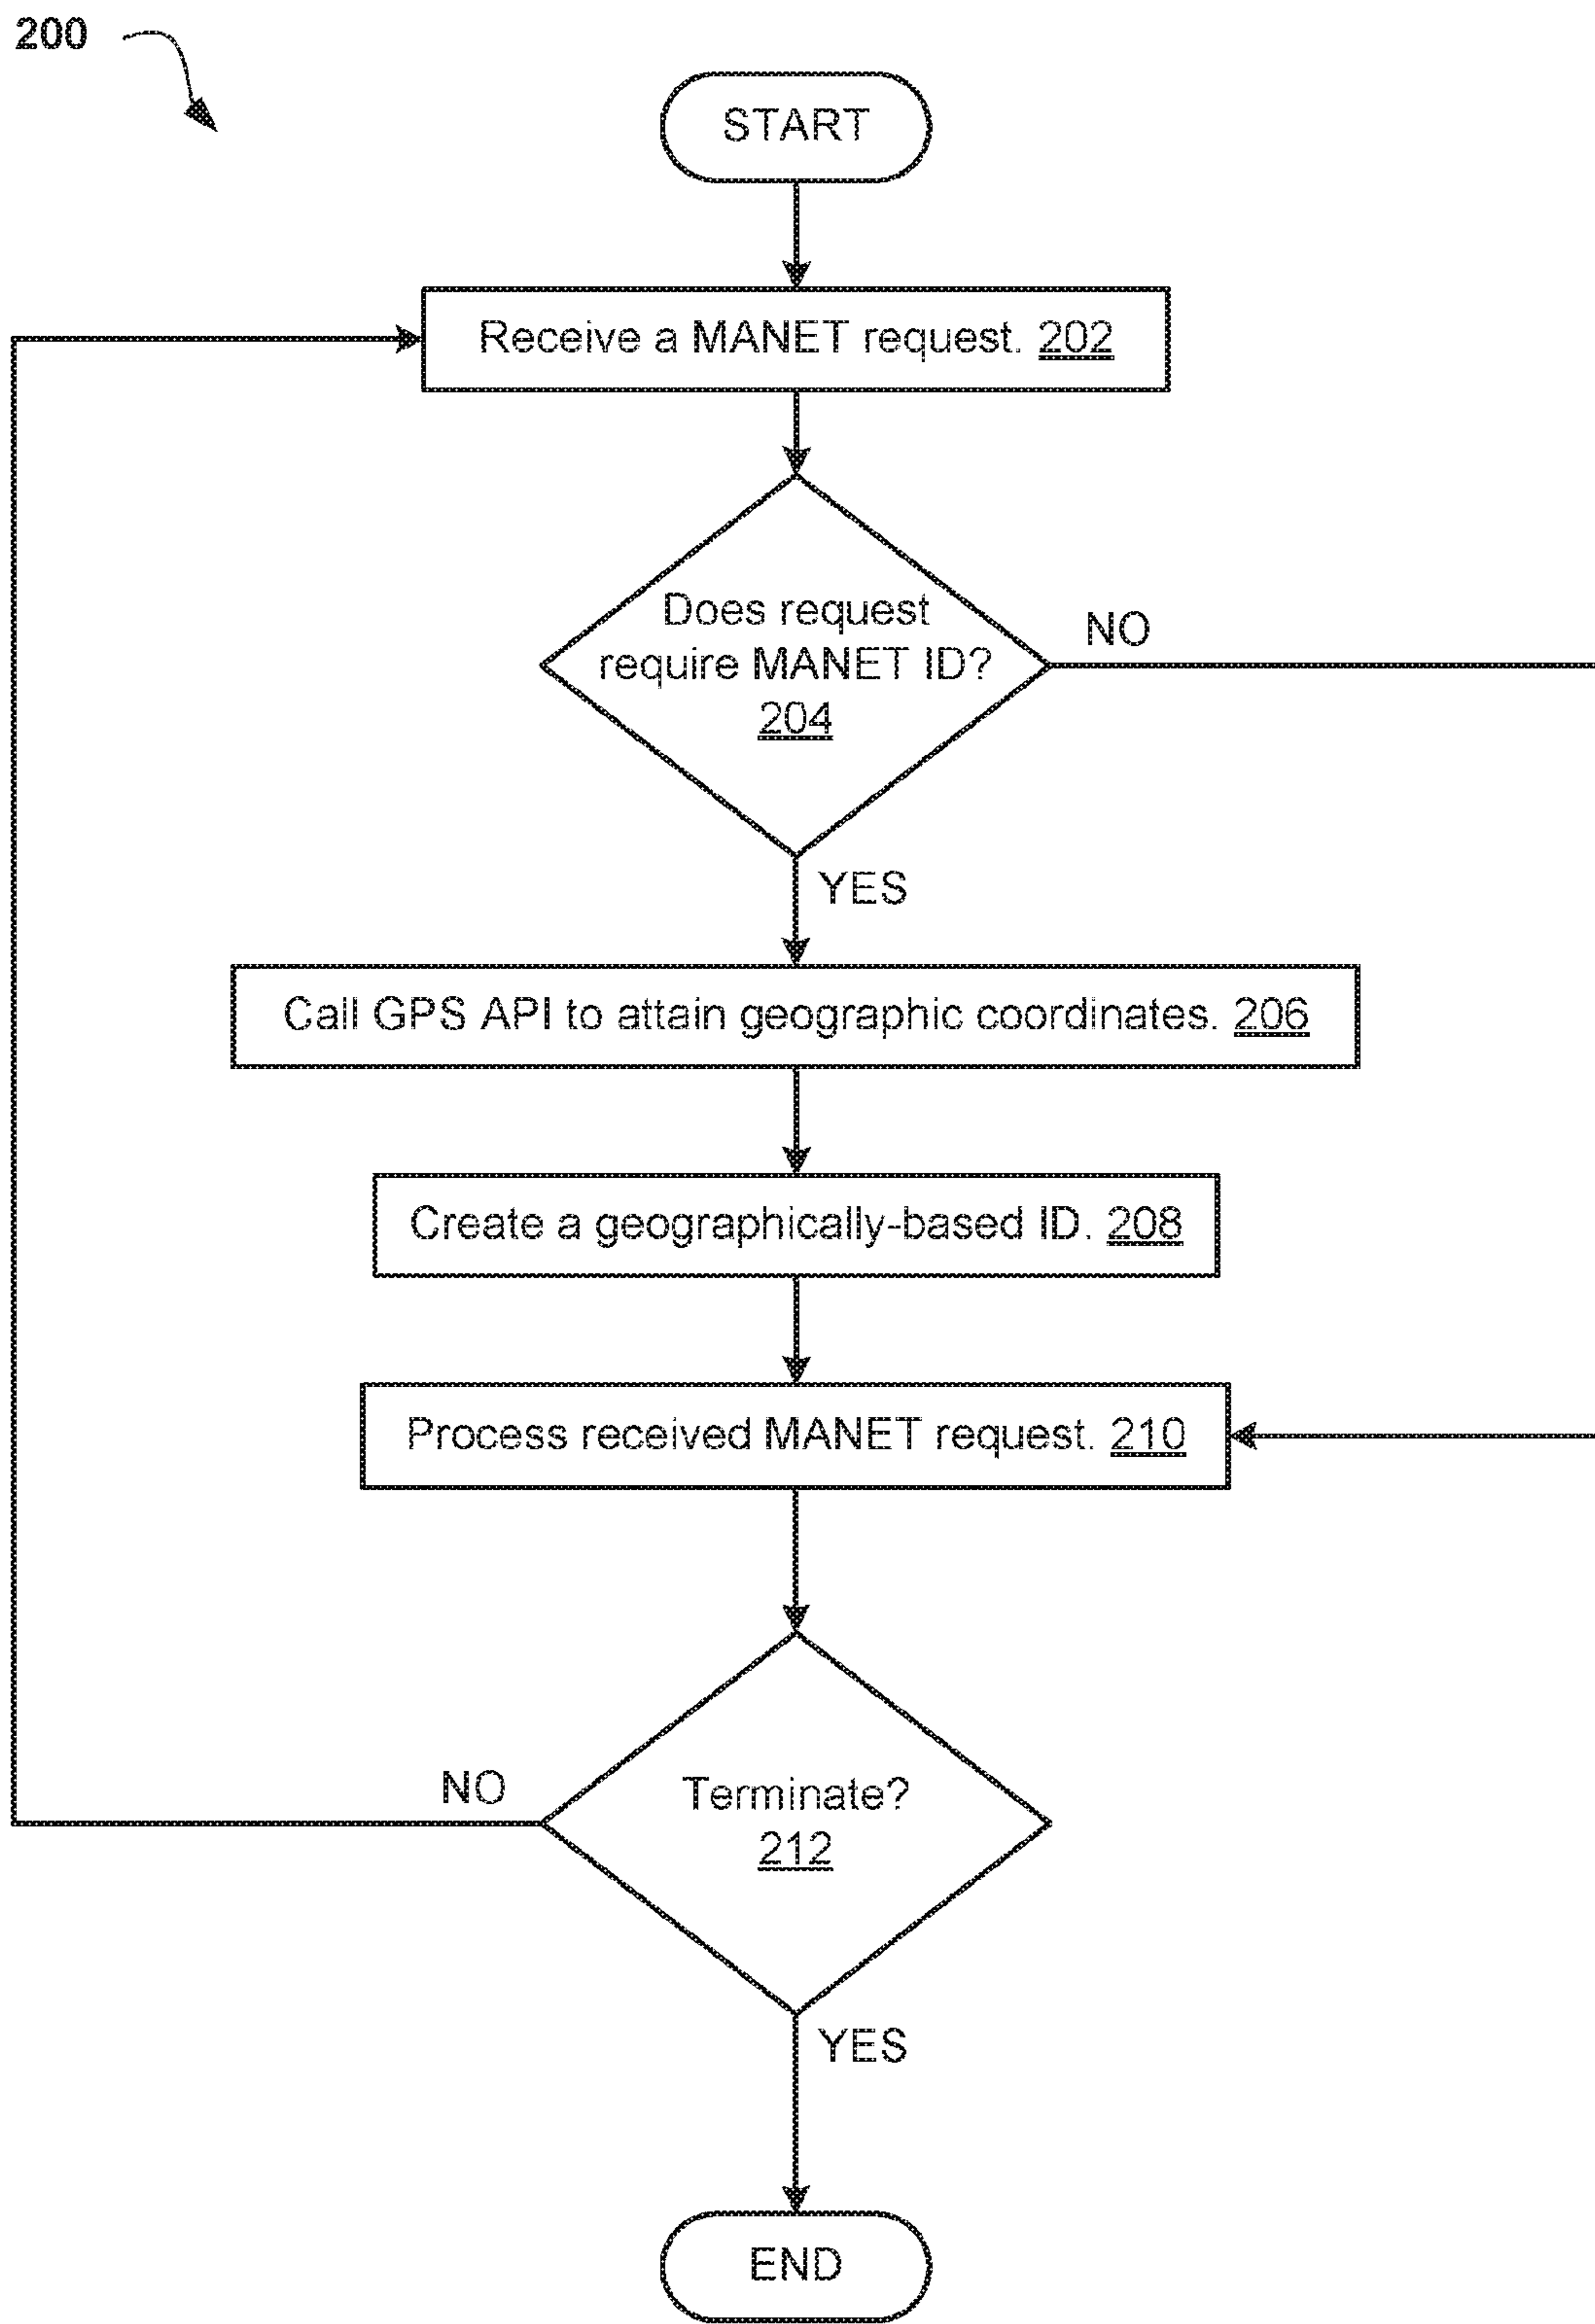 200
START
Receive a MANET request. 202
Does request
require MANET ID?
204
NO
YES
Call GPS API to attain geographic coordinates. 206
Create a geographically-based ID. 208
Process received MANET request. 210
NO
Terminate?
212
YES
END